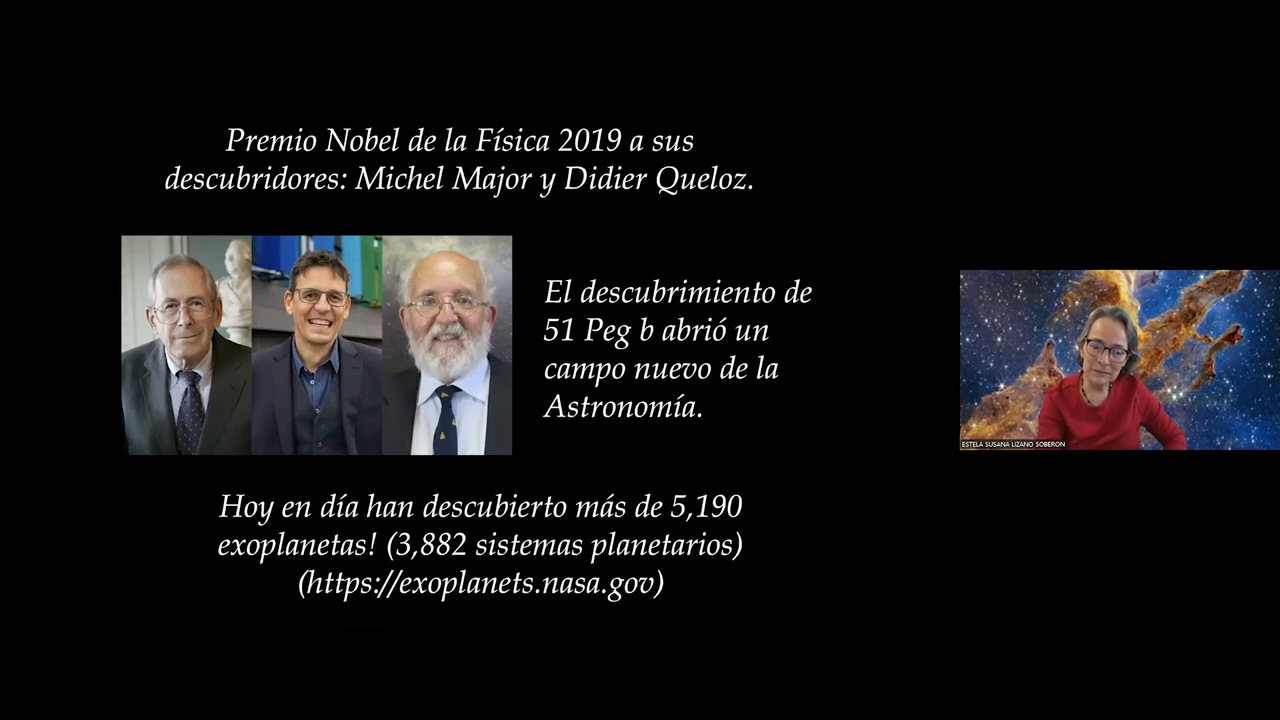 Premio Nobel de la Física 2019 a sus
descubridores: Michel Major y Didier Queloz.
El descubrimiento de
51 Peg b abrió un
campo nuevo de la
Astronomía.
Hoy en día han descubierto más de 5,190
exoplanetas! (3,882 sistemas planetarios)
(https://exoplanets.nasa.gov)
ESTELA SUSANA LIZANO SOBERON